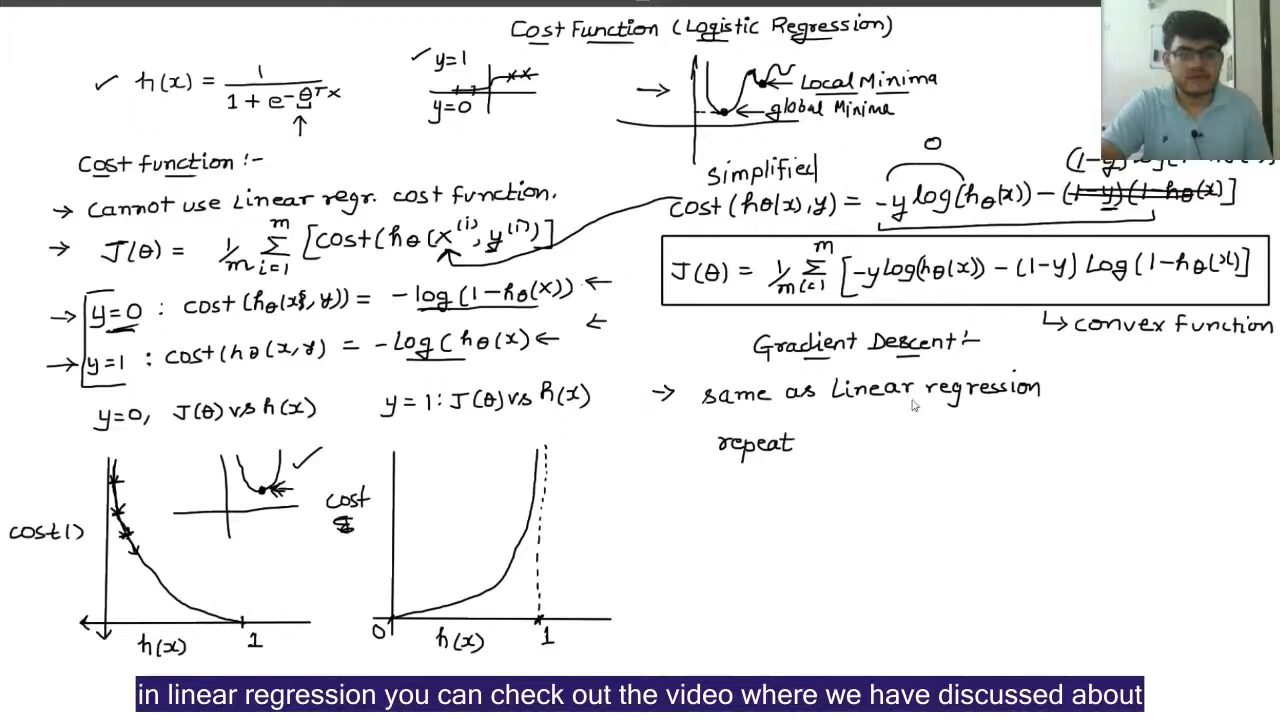 Cost Function (Logistic Regression)
✓ h(x) = 1 / 1 + e^-θᵀx
✓ y=1
y=0
→ Local Minima
global Minima
Cost function :-
→ Cannot use Linear regr. cost function.
→ J(θ) = 1/m Σ i=1 m [cost(hθ(x⁽ⁱ⁾, y⁽ⁱ⁾)]
→ y=0 : cost(hθ(x), y)) = -log(1-hθ(x)) ←
→ y=1 : cost(hθ(x, y) = -log(hθ(x) ← ←
y=0, J(θ) vs h(x)
y=1: J(θ) vs h(x)
cost()
h(x) 1
cost
0 h(x) 1
simplified
0
cost(hθ(x), y) = -y log(hθ(x)) - (1-y)(1-hθ(x)]
J(θ) = 1/m Σ i=1 m [-y log(hθ(x)) - (1-y) Log(1-hθ(x)]
↳ convex function
Gradient Descent :-
→ same as Linear regression
repeat
in linear regression you can check out the video where we have discussed about